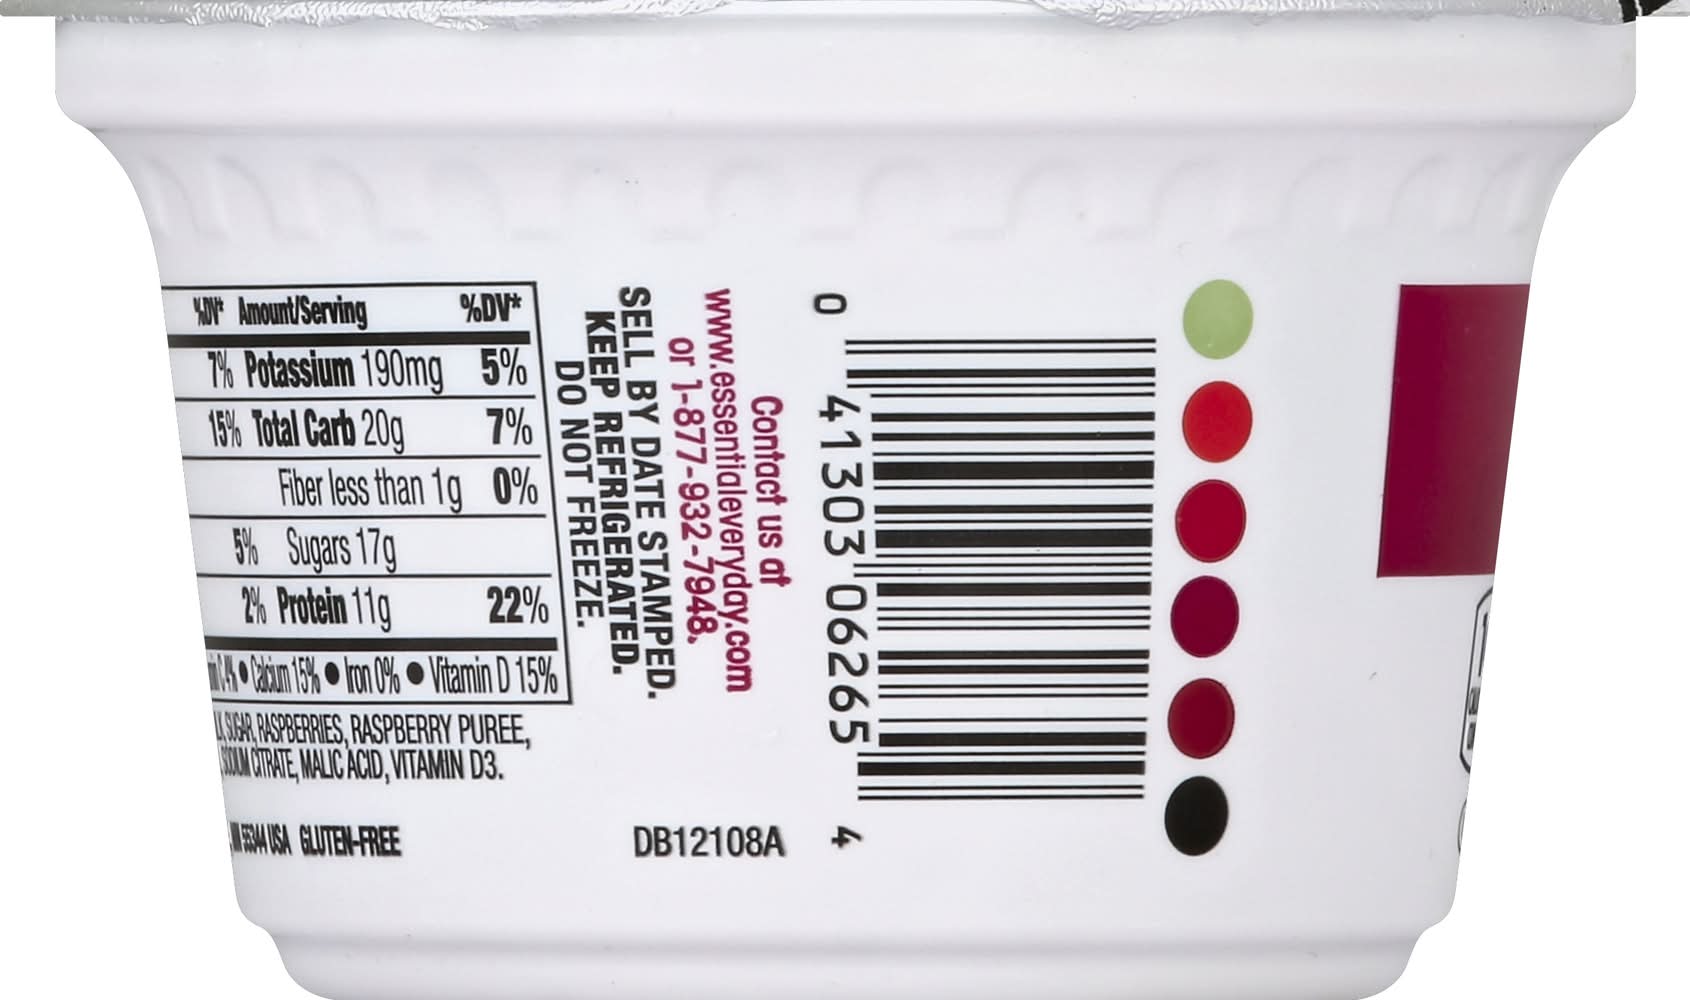 %DV* Amount/Serving %DV*
7% Potassium 190mg 5%
15% Total Carb 20g 7%
Fiber less than 1g 0%
5% Sugars 17g
2% Protein 11g 22%
4% • Calcium 15% • Iron 0% • Vitamin D 15%
SUGAR, RASPBERRIES, RASPBERRY PUREE,
SODIUM CITRATE, MALIC ACID, VITAMIN D3.
MN 55344 USA GLUTEN-FREE
SELL BY DATE STAMPED.
KEEP REFRIGERATED.
DO NOT FREEZE.
Contact us at
www.essentialeveryday.com
or 1-877-932-7948.
DB12108A
0 41303 06265 4